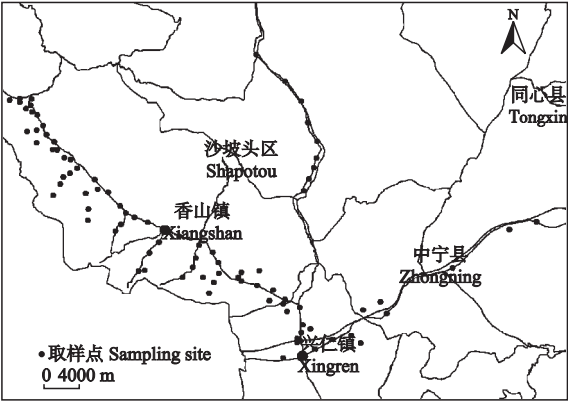 N
同心县
Tongxin
沙坡头区
Shapotou
香山镇
Xiangshan
中宁县
Zhongning
兴仁镇
Xingren
取样点 Sampling site
0 4000 m